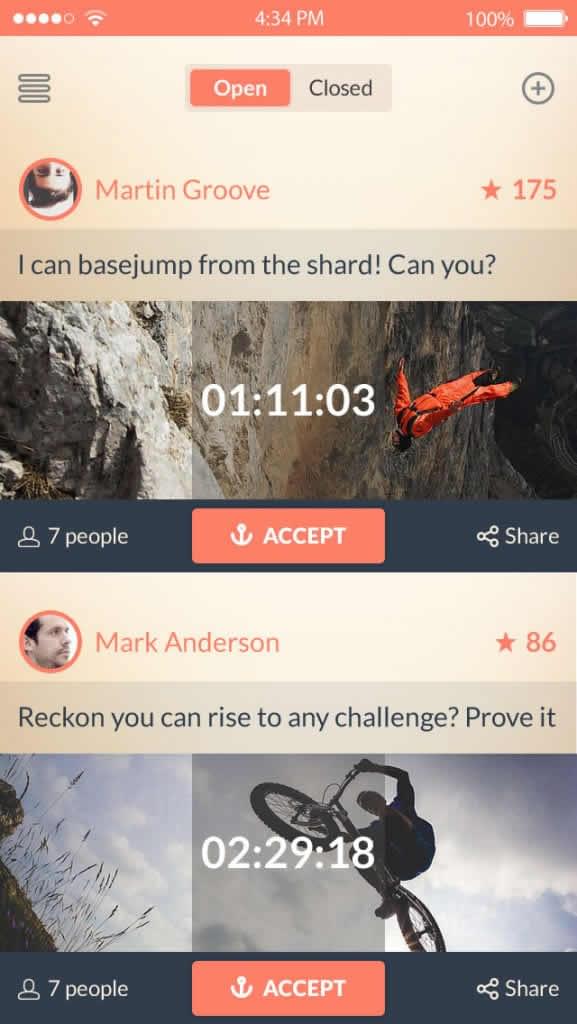 4:34 PM 100%
Open Closed
Martin Groove 175
I can basejump from the shard! Can you?
01:11:03
7 people ACCEPT Share
Mark Anderson 86
Reckon you can rise to any challenge? Prove it
02:29:18
7 people ACCEPT Share